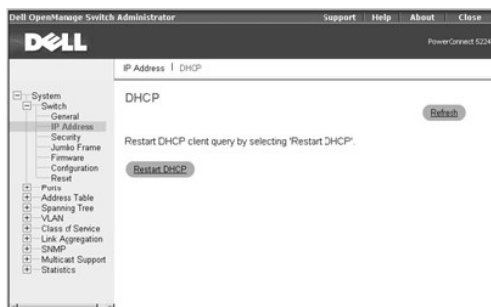 Dell OpenManage Switch Administrator Support Help About Close
DELL
PowerConnect 5224
IP Address | DHCP
System
Switch
General
IP Address
Security
Jumbo Frame
Firmware
Configuration
Reset
Ports
Address Table
Spanning Tree
VLAN
Class of Service
Link Aggregation
SNMP
Multicast Support
Statistics
DHCP
Refresh
Restart DHCP client query by selecting 'Restart DHCP'.
Restart DHCP